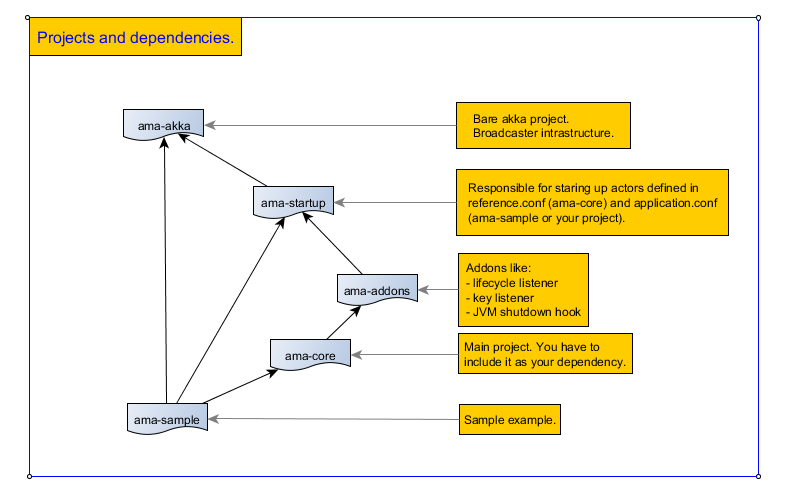 Projects and dependencies.
ama-akka
Bare akka project.
Broadcaster intrastructure.
ama-startup
Responsible for staring up actors defined in
reference.conf (ama-core) and application.conf
(ama-sample or your project).
ama-addons
Addons like:
- lifecycle listener
- key listener
- JVM shutdown hook
ama-core
Main project. You have to
include it as your dependency.
ama-sample
Sample example.